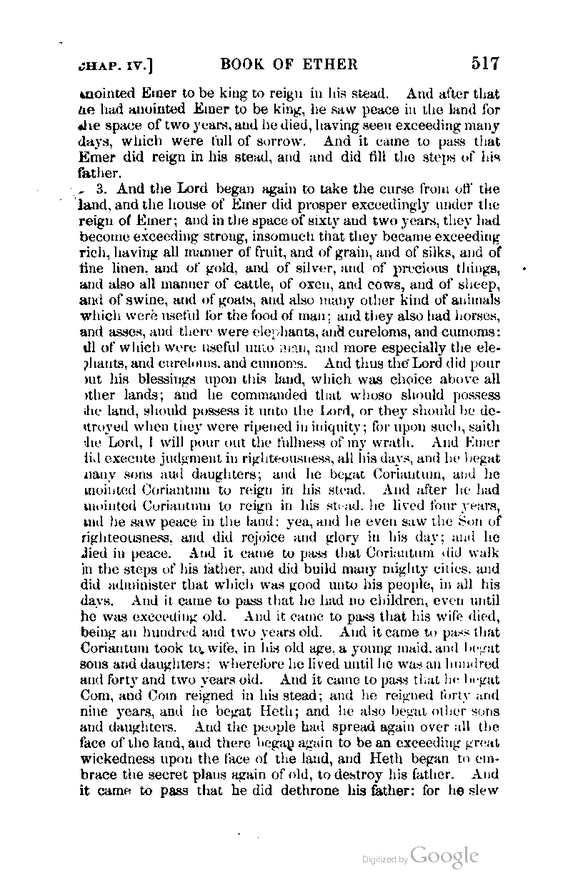 CHAP. IV.] BOOK OF ETHER 517
anointed Emer to be king to reign in his stead. And after that
he had anointed Emer to be king, he saw peace in the land for
the space of two years, and he died, having seen exceeding many
days, which were full of sorrow. And it came to pass that
Emer did reign in his stead, and and did fill the steps of his
father.
3. And the Lord began again to take the curse from off the
land, and the house of Emer did prosper exceedingly under the
reign of Emer; and in the space of sixty and two years, they had
become exceeding strong, insomuch that they became exceeding
rich, having all manner of fruit, and of grain, and of silks, and of
fine linen, and of gold, and of silver, and of precious things,
and also all manner of cattle, of oxen, and cows, and of sheep,
and of swine, and of goats, and also many other kind of animals
which were useful for the food of man; and they also had horses,
and asses, and there were elephants, and cureloms, and cumoms:
all of which were useful unto man, and more especially the ele-
phants, and cureloms, and cumoms. And thus the Lord did pour
out his blessings upon this land, which was choice above all
other lands; and he commanded that whoso should possess
the land, should possess it unto the Lord, or they should be de-
stroyed when they were ripened in iniquity; for upon such, saith
the Lord, I will pour out the fullness of my wrath. And Emer
did execute judgment in righteousness, all his days, and he begat
many sons and daughters; and he begat Coriantum, and he
anointed Coriantum to reign in his stead. And after he had
anointed Coriantum to reign in his stead, he lived four years,
and he saw peace in the land; yea, and he even saw the Son of
righteousness, and did rejoice and glory in his day; and he
died in peace. And it came to pass that Coriantum did walk
in the steps of his father, and did build many mighty cities, and
did administer that which was good unto his people, in all his
days. And it came to pass that he had no children, even until
he was exceeding old. And it came to pass that his wife died,
being an hundred and two years old. And it came to pass that
Coriantum took to wife, in his old age, a young maid, and begat
sons and daughters; wherefore he lived until he was an hundred
and forty and two years old. And it came to pass that he begat
Com, and Com reigned in his stead; and he reigned forty and
nine years, and he begat Heth; and he also begat other sons
and daughters. And the people had spread again over all the
face of the land, and there began again to be an exceeding great
wickedness upon the face of the land, and Heth began to em-
brace the secret plans again of old, to destroy his father. And
it came to pass that he did dethrone his father: for he slew
Digitized by Google